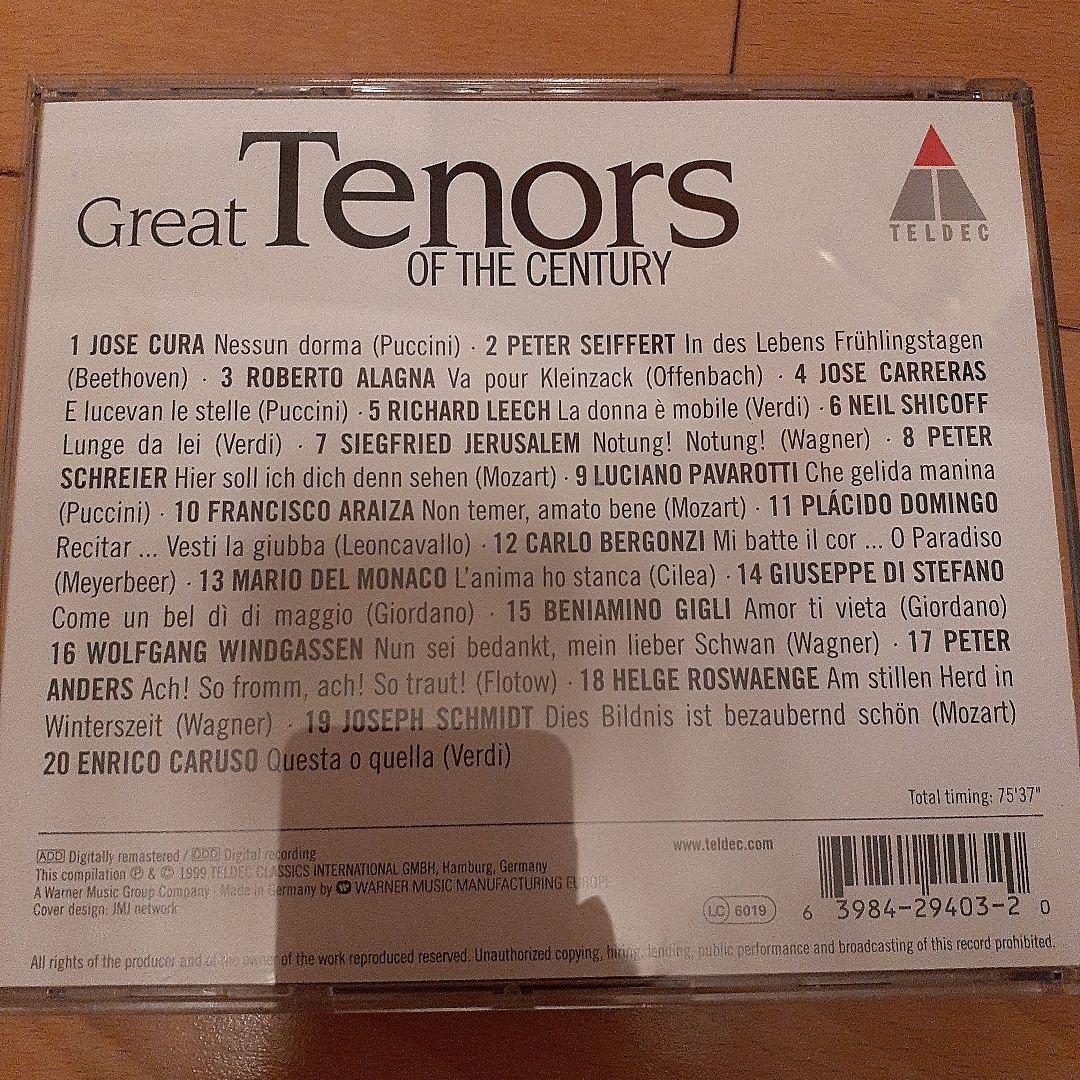 Great Tenors
OF THE CENTURY
TELDEC
1 JOSE CURA Nessun dorma (Puccini) · 2 PETER SEIFFERT In des Lebens Frühlingstagen
(Beethoven) · 3 ROBERTO ALAGNA Va pour Kleinzack (Offenbach) · 4 JOSE CARRERAS
E lucevan le stelle (Puccini) · 5 RICHARD LEECH La donna è mobile (Verdi) · 6 NEIL SHICOFF
Lunge da lei (Verdi) · 7 SIEGFRIED JERUSALEM Notung! Notung! (Wagner) · 8 PETER
SCHREIER Hier soll ich dich denn sehen (Mozart) · 9 LUCIANO PAVAROTTI Che gelida manina
(Puccini) · 10 FRANCISCO ARAIZA Non temer, amato bene (Mozart) · 11 PLÁCIDO DOMINGO
Recitar ... Vesti la giubba (Leoncavallo) · 12 CARLO BERGONZI Mi batte il cor ... O Paradiso
(Meyerbeer) · 13 MARIO DEL MONACO L'anima ho stanca (Cilea) · 14 GIUSEPPE DI STEFANO
Come un bel dì di maggio (Giordano) · 15 BENIAMINO GIGLI Amor ti vieta (Giordano)
16 WOLFGANG WINDGASSEN Nun sei bedankt, mein lieber Schwan (Wagner) · 17 PETER
ANDERS Ach! So fromm, ach! So traut! (Flotow) · 18 HELGE ROSWAENGE Am stillen Herd in
Winterszeit (Wagner) · 19 JOSEPH SCHMIDT Dies Bildnis ist bezaubernd schön (Mozart)
20 ENRICO CARUSO Questa o quella (Verdi)
Total timing: 75'37"
ADD Digitally remastered / DDD Digital recording
This compilation ℗ & © 1999 TELDEC CLASSICS INTERNATIONAL GMBH, Hamburg, Germany
A Warner Music Group Company · Made in Germany by WARNER MUSIC MANUFACTURING EUROPE
Cover design: JMJ network
www.teldec.com
LC 6019
6 3984-29403-2 0
All rights of the producer and of the owner of the work reproduced reserved. Unauthorized copying, hiring, lending, public performance and broadcasting of this record prohibited.